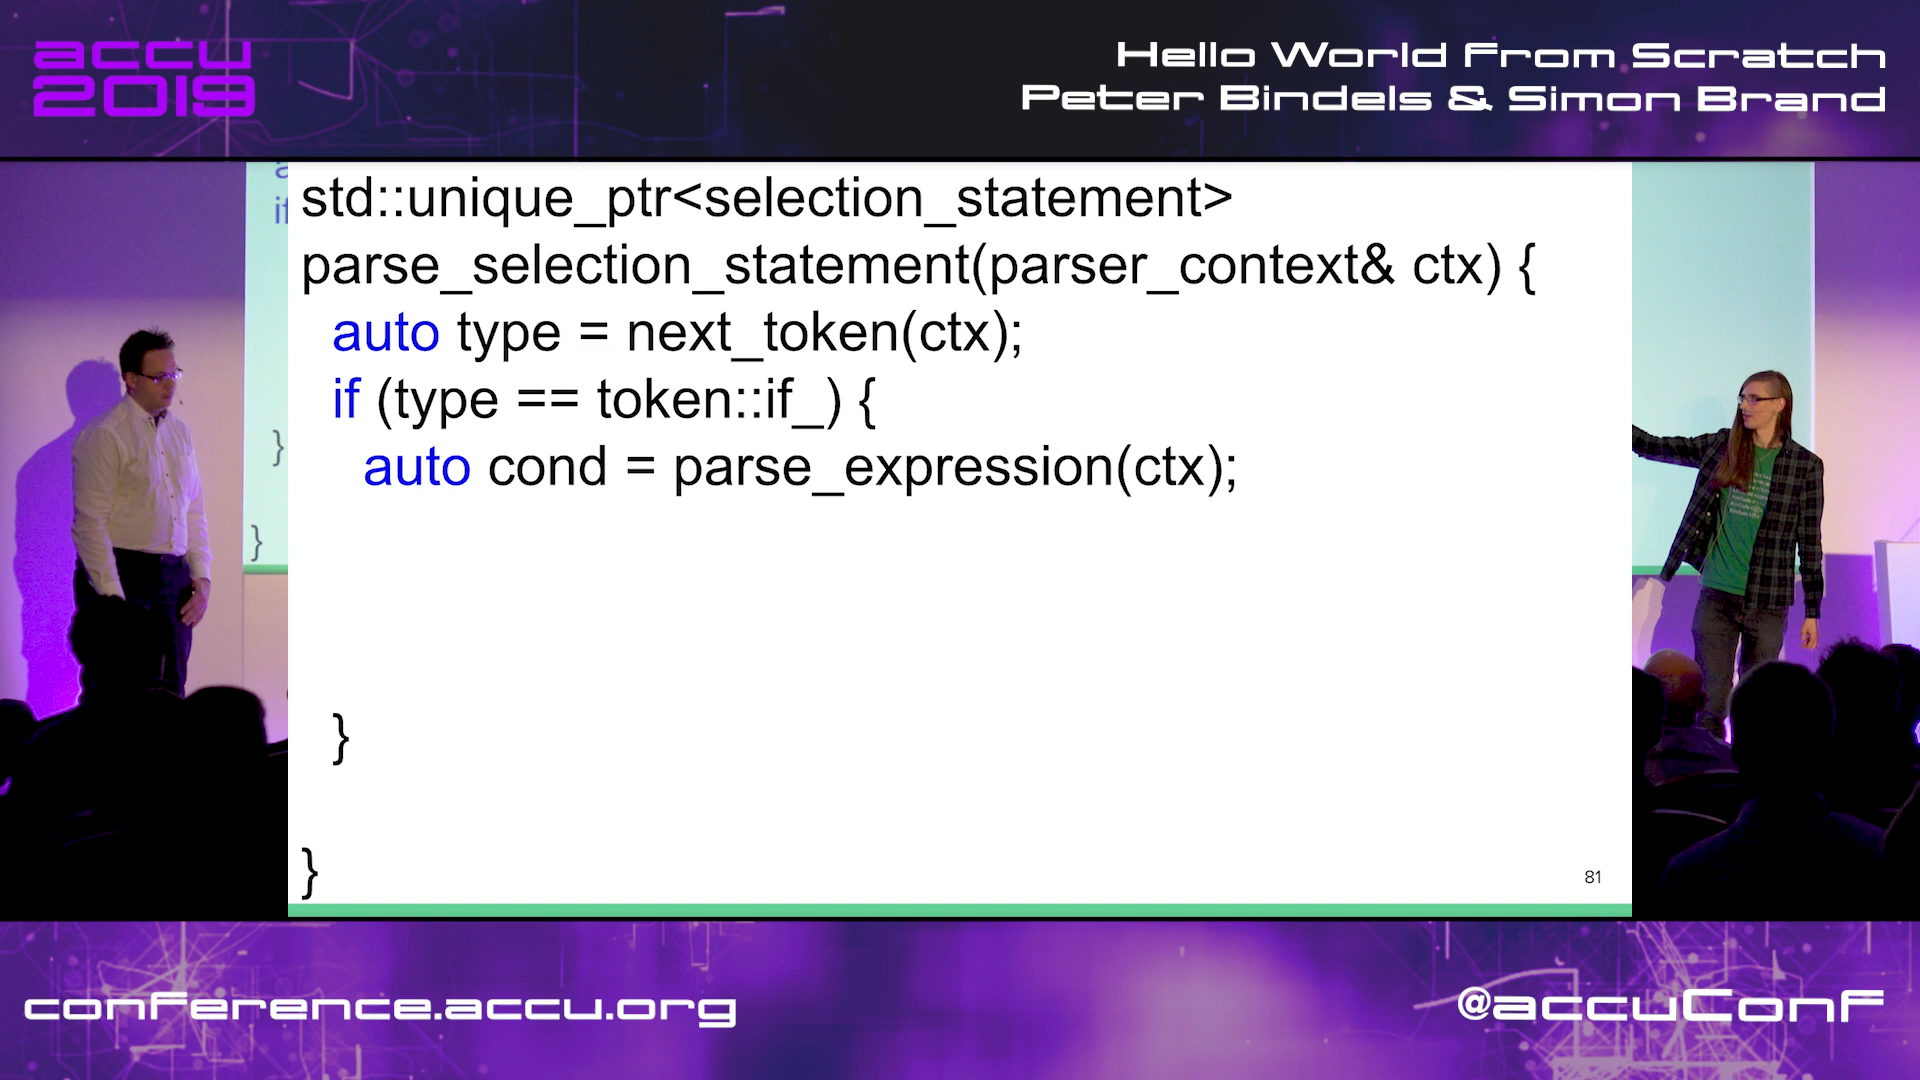 accu
2019
Hello World From Scratch
Peter Bindels & Simon Brand
if
}
}
std::unique_ptr<selection_statement>
parse_selection_statement(parser_context& ctx) {
auto type = next_token(ctx);
if (type == token::if_) {
auto cond = parse_expression(ctx);
}
}
81
conference.accu.org
@accuConf